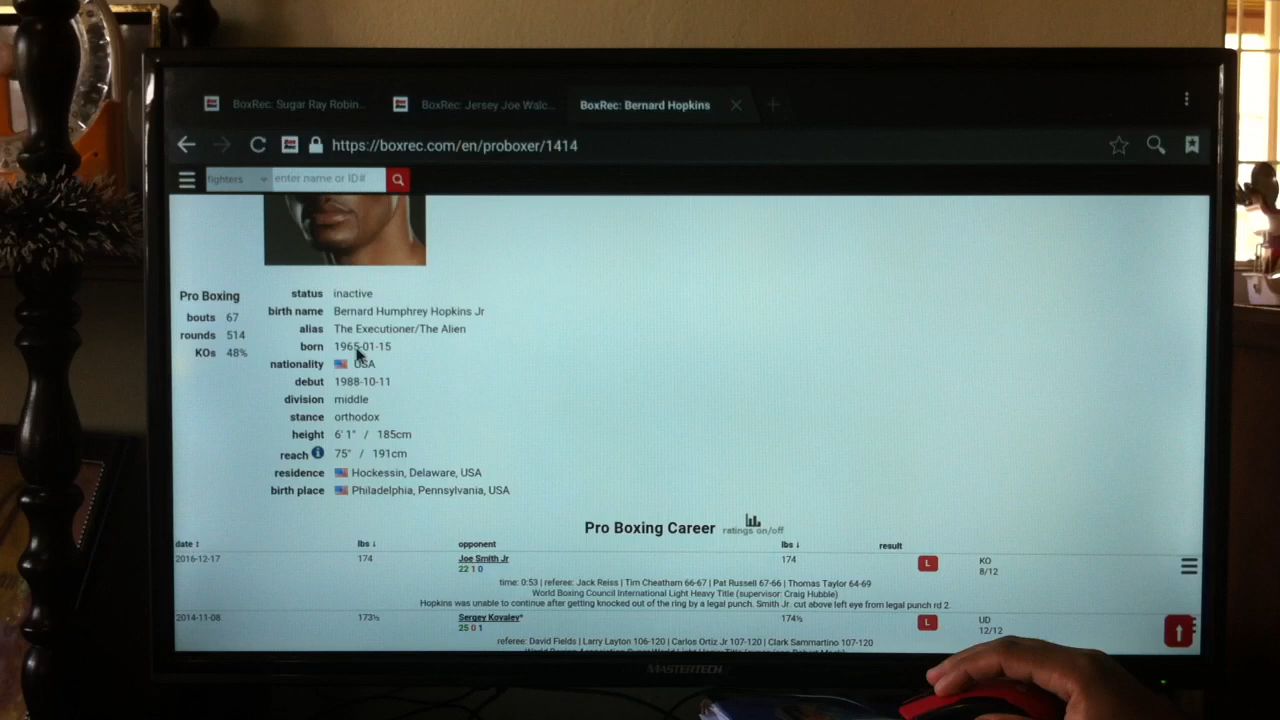 BoxRec: Sugar Ray Robin...
BoxRec: Jersey Joe Walc...
BoxRec: Bernard Hopkins
https://boxrec.com/en/proboxer/1414
fighters
enter name or ID#
Pro Boxing
bouts 67
rounds 514
KOs 48%
status inactive
birth name Bernard Humphrey Hopkins Jr
alias The Executioner/The Alien
born 1965-01-15
nationality USA
debut 1988-10-11
division middle
stance orthodox
height 6' 1" / 185cm
reach 75" / 191cm
residence Hockessin, Delaware, USA
birth place Philadelphia, Pennsylvania, USA
Pro Boxing Career ratings on/off
date lbs opponent lbs result
2016-12-17 174 Joe Smith Jr 174 L KO
22 1 0 8/12
time: 0:53 | referee: Jack Reiss | Tim Cheatham 66-67 | Pat Russell 67-66 | Thomas Taylor 64-69
World Boxing Council International Light Heavy Title (supervisor: Craig Hubble)
Hopkins was unable to continue after getting knocked out of the ring by a legal punch. Smith Jr. cut above left eye from legal punch rd 2.
2014-11-08 173½ Sergey Kovalev* 174½ L UD
25 0 1 12/12
referee: David Fields | Larry Layton 106-120 | Carlos Ortiz Jr 107-120 | Clark Sammartino 107-120
MASTERTECH